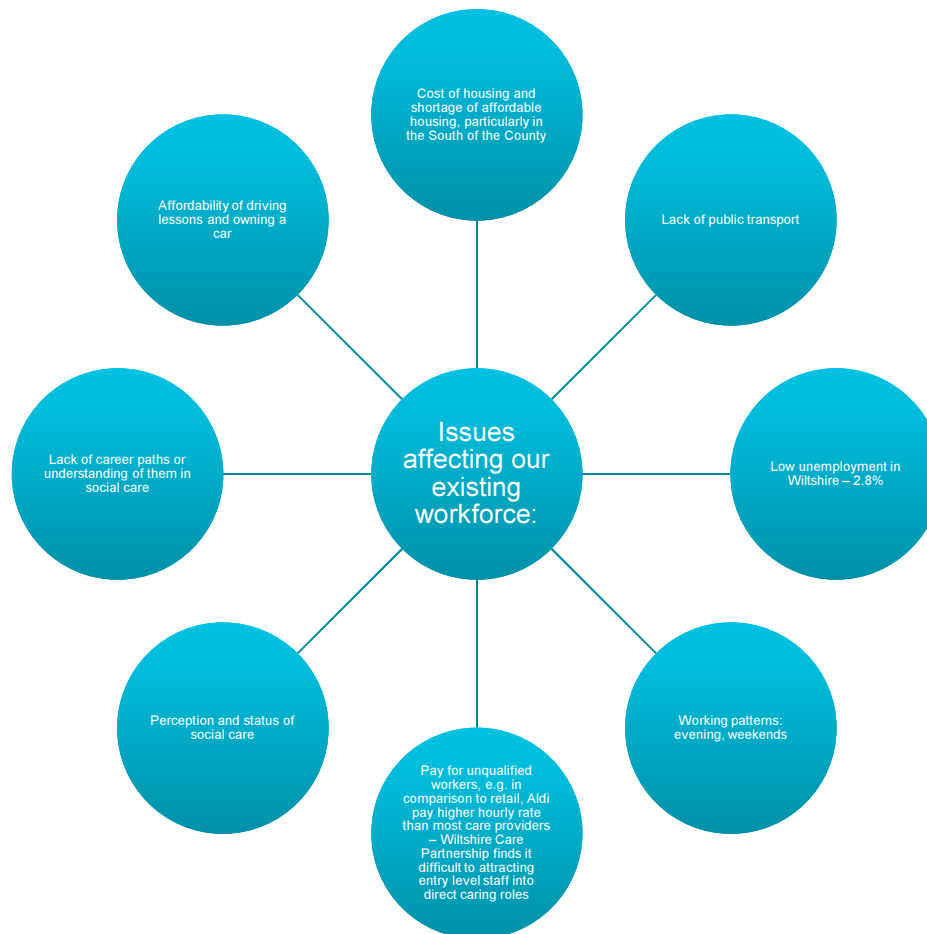 Cost of housing and
shortage of affordable
housing, particularly in
the South of the County
Affordability of driving
lessons and owning a
car
Lack of public transport
Issues
affecting our
existing
workforce:
Lack of career paths or
understanding of them in
social care
Low unemployment in
Wiltshire – 2.8%
Perception and status of
social care
Working patterns:
evening, weekends
Pay for unqualified
workers, e.g. in
comparison to retail, Aldi
pay higher hourly rate
than most care providers
– Wiltshire Care
Partnership finds it
difficult to attracting
entry level staff into
direct caring roles